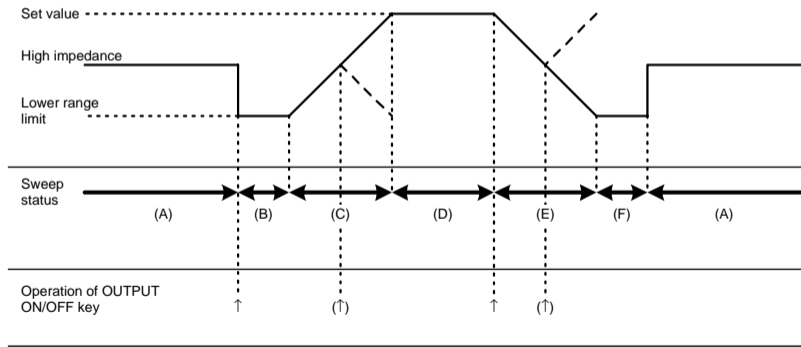 Set value
High impedance
Lower range
limit
Sweep
status
(A) (B) (C) (D) (E) (F) (A)
Operation of OUTPUT
ON/OFF key
↑ (↑) ↑ (↑)